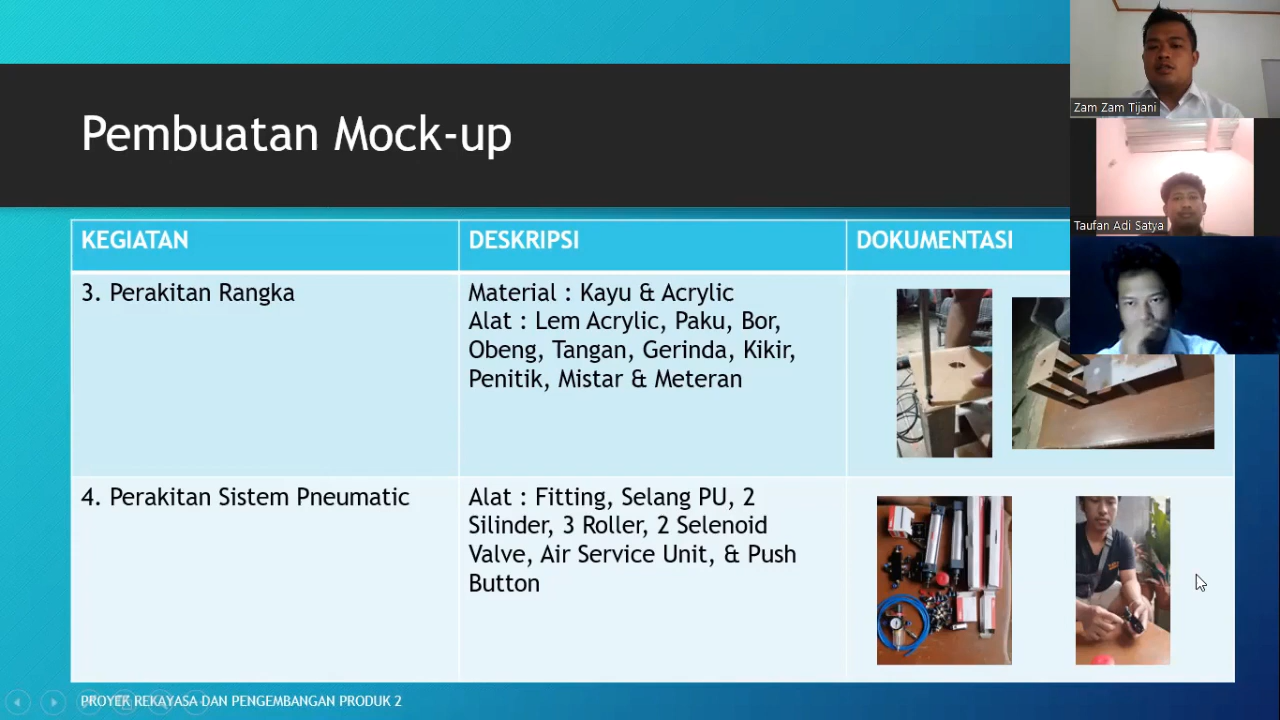 Pembuatan Mock-up
Zam Zam Tijani
Taufan Adi Satya
KEGIATAN
DESKRIPSI
DOKUMENTASI
3. Perakitan Rangka
Material : Kayu & Acrylic
Alat : Lem Acrylic, Paku, Bor,
Obeng, Tangan, Gerinda, Kikir,
Penitik, Mistar & Meteran
4. Perakitan Sistem Pneumatic
Alat : Fitting, Selang PU, 2
Silinder, 3 Roller, 2 Selenoid
Valve, Air Service Unit, & Push
Button
PROYEK REKAYASA DAN PENGEMBANGAN PRODUK 2